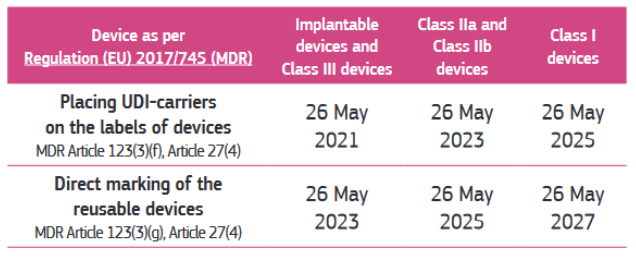 Device as per
Regulation (EU) 2017/745 (MDR)
Implantable
devices and
Class III devices
Class IIa and
Class IIb
devices
Class I
devices
Placing UDI-carriers
on the labels of devices
MDR Article 123(3)(f), Article 27(4)
26 May
2021
26 May
2023
26 May
2025
Direct marking of the
reusable devices
MDR Article 123(3)(g), Article 27(4)
26 May
2023
26 May
2025
26 May
2027